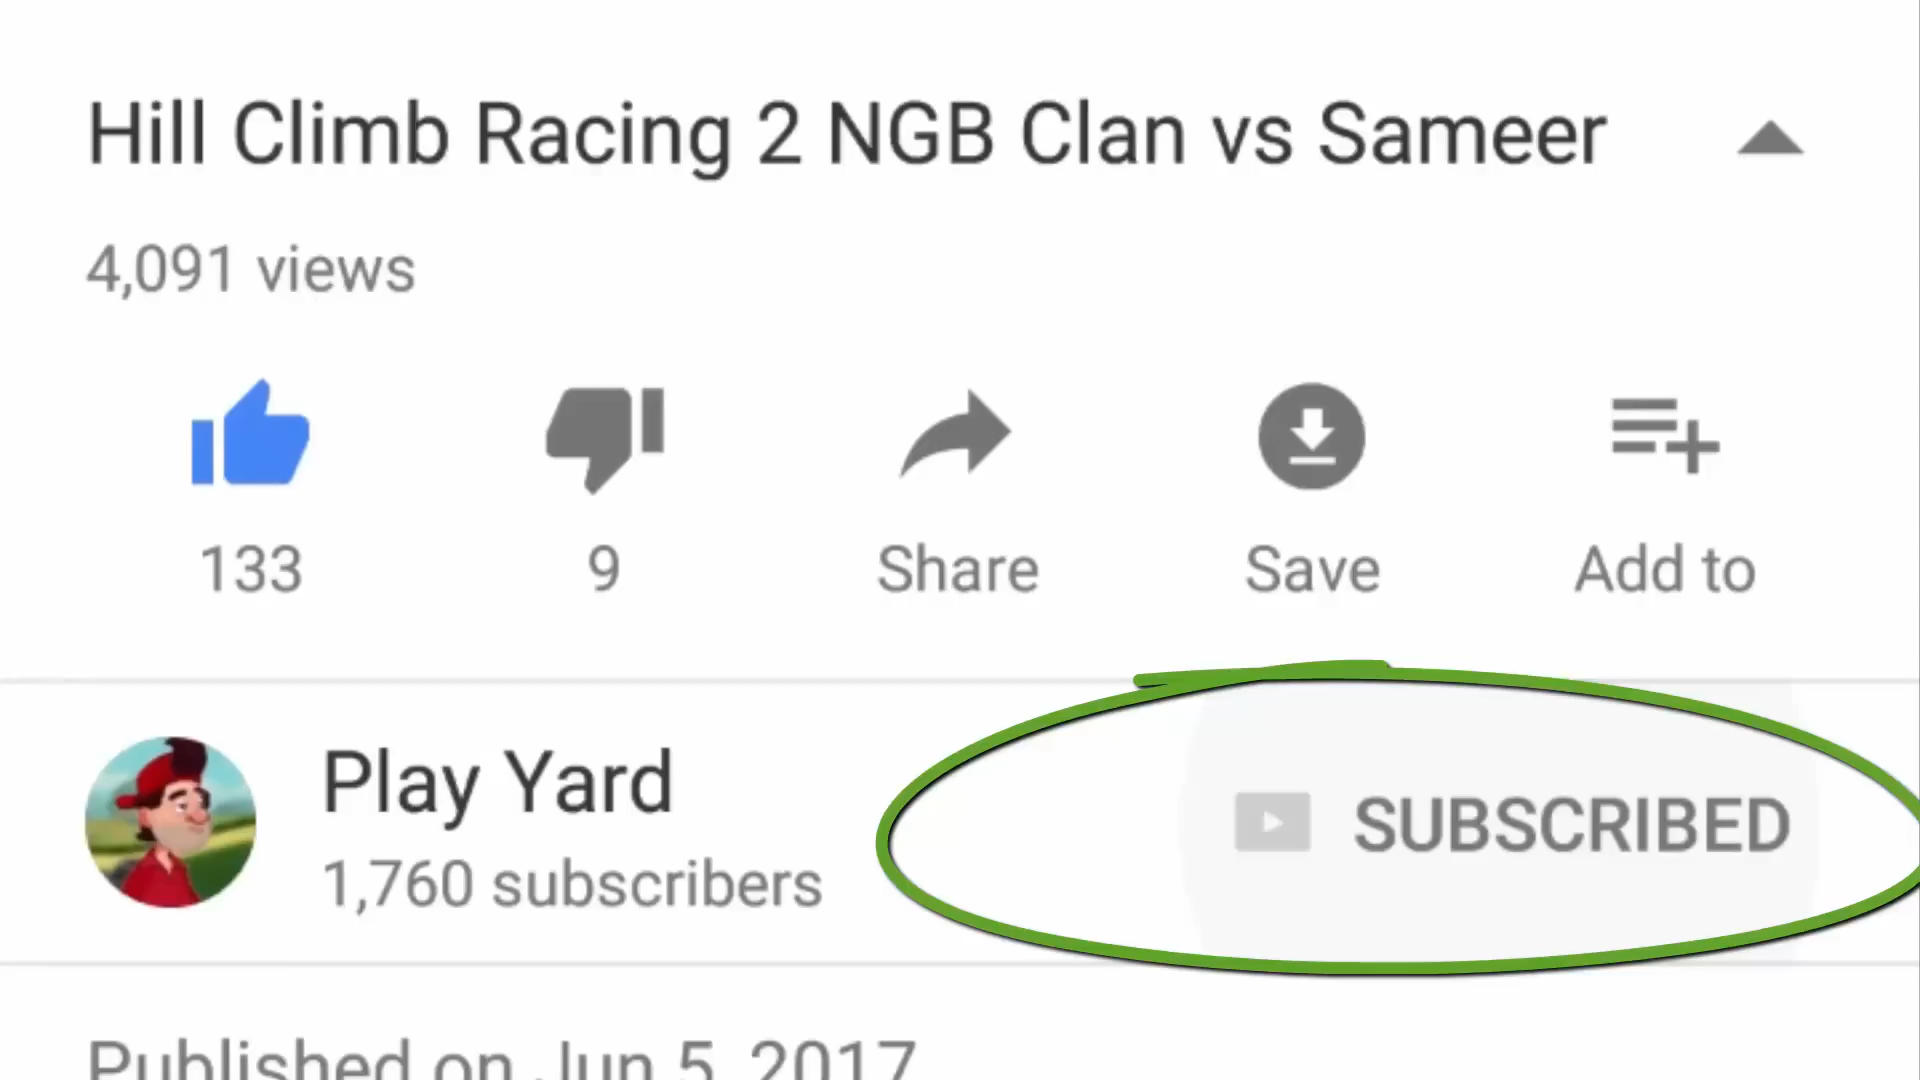 Hill Climb Racing 2 NGB Clan vs Sameer
4,091 views
133
9
Share
Save
Add to
Play Yard
SUBSCRIBED
1,760 subscribers
Published on Jun 5, 2017